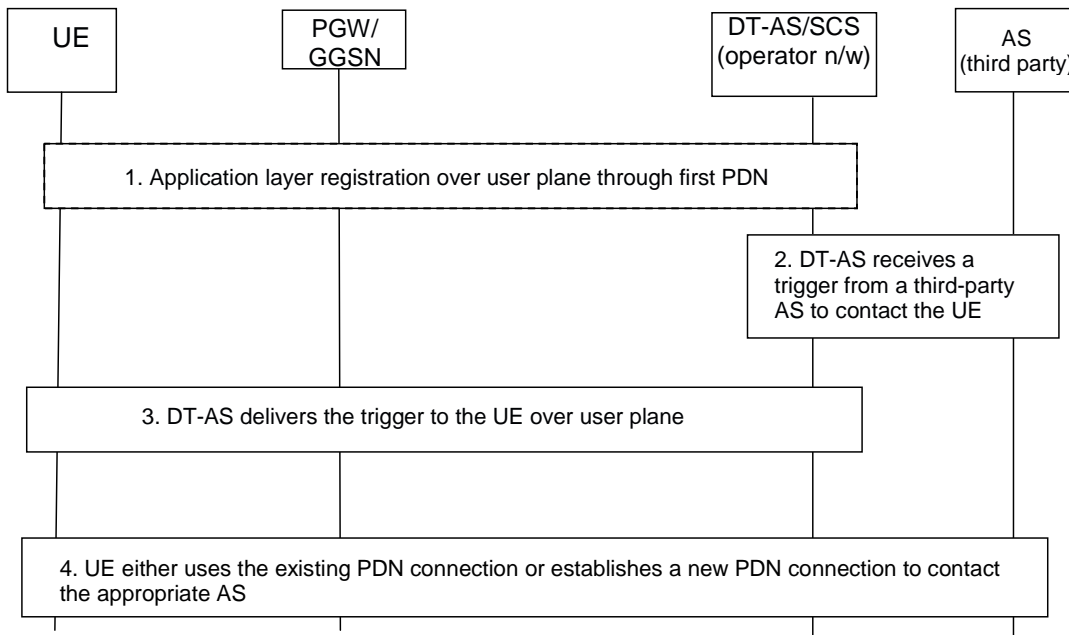 UE
PGW/
GGSN
DT-AS/SCS
(operator n/w)
AS
(third party)
1. Application layer registration over user plane through first PDN
2. DT-AS receives a
trigger from a third-party
AS to contact the UE
3. DT-AS delivers the trigger to the UE over user plane
4. UE either uses the existing PDN connection or establishes a new PDN connection to contact
the appropriate AS